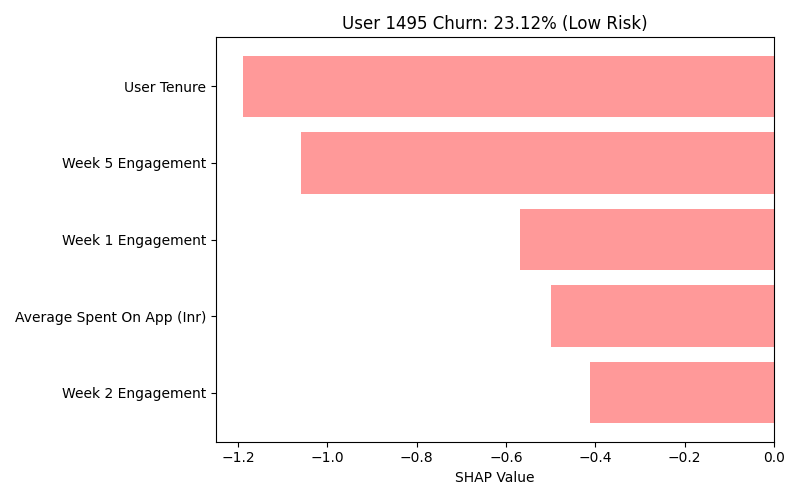 User 1495 Churn: 23.12% (Low Risk)
User Tenure
Week 5 Engagement
Week 1 Engagement
Average Spent On App (Inr)
Week 2 Engagement
−1.2 −1.0 −0.8 −0.6 −0.4 −0.2 0.0
SHAP Value